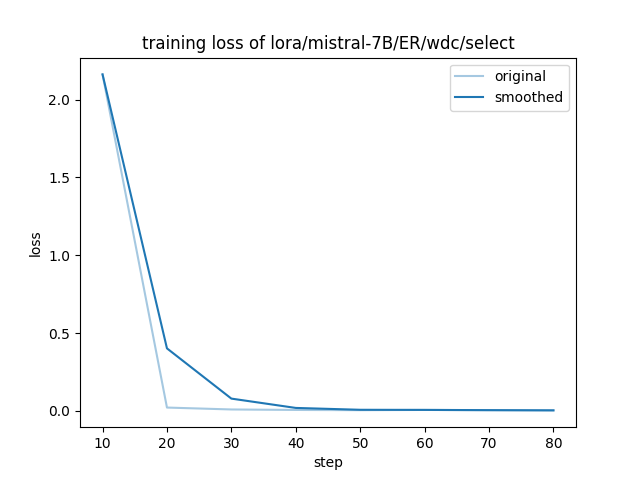 training loss of lora/mistral-7B/ER/wdc/select
original
smoothed
2.0
1.5
1.0
0.5
0.0
loss
10 20 30 40 50 60 70 80
step